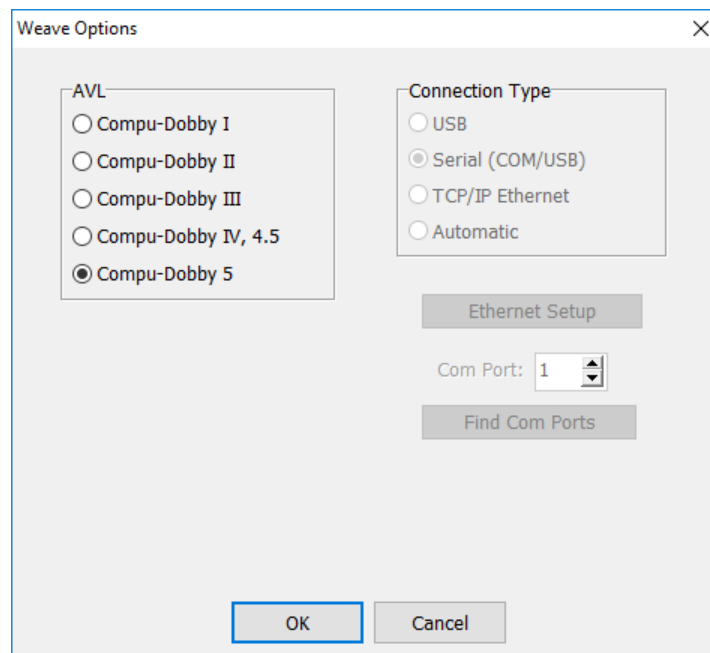 Weave Options
AVL
Compu-Dobby I
Compu-Dobby II
Compu-Dobby III
Compu-Dobby IV, 4.5
Compu-Dobby 5
Connection Type
USB
Serial (COM/USB)
TCP/IP Ethernet
Automatic
Ethernet Setup
Com Port: 1
Find Com Ports
OK
Cancel